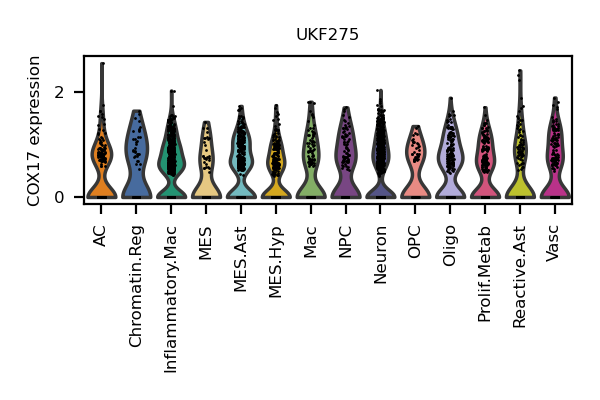 UKF275
COX17 expression
2
0
AC
Chromatin.Reg
Inflammatory.Mac
MES
MES.Ast
MES.Hyp
Mac
NPC
Neuron
OPC
Oligo
Prolif.Metab
Reactive.Ast
Vasc